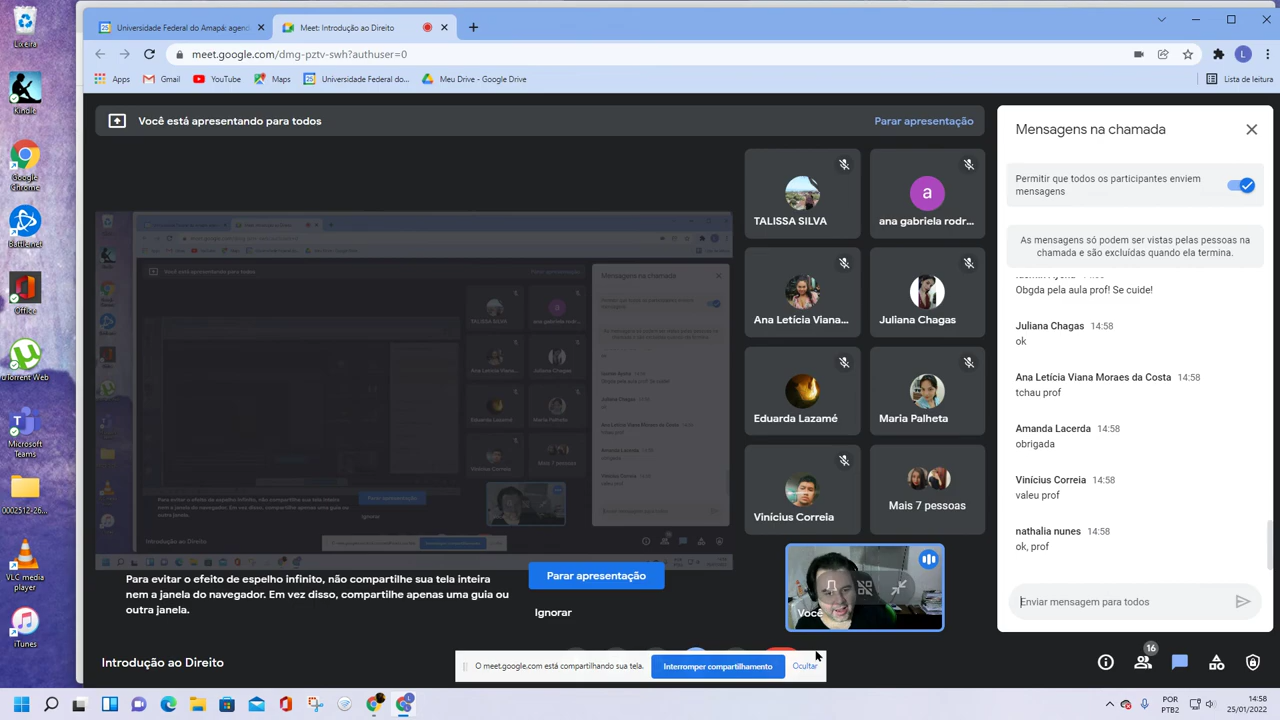 Lixeira
Kindle
Google
Chrome
Battlenet
Office
uTorrent Web
Microsoft
Teams
0002512-26...
VLC media
player
iTunes
Universidade Federal do Amapá: agen
Meet: Introdução ao Direito
meet.google.com/dmg-pztv-swh?authuser=0
L
Apps
Gmail
YouTube
Maps
Universidade Federal do...
Meu Drive - Google Drive
Lista de leitura
Você está apresentando para todos
Parar apresentação
TALISSA SILVA
a
ana gabriela rodr...
Ana Letícia Viana...
Juliana Chagas
Eduarda Lazamé
Maria Palheta
Vinícius Correia
Mais 7 pessoas
Você
Para evitar o efeito de espelho infinito, não compartilhe sua tela inteira
nem a janela do navegador. Em vez disso, compartilhe apenas uma guia ou
outra janela.
Parar apresentação
Ignorar
Introdução ao Direito
O meet.google.com está compartilhando sua tela.
Interromper compartilhamento
Ocultar
Mensagens na chamada
Permitir que todos os participantes enviem
mensagens
As mensagens só podem ser vistas pelas pessoas na
chamada e são excluídas quando ela termina.
Obgda pela aula prof! Se cuide!
Juliana Chagas 14:58
ok
Ana Letícia Viana Moraes da Costa 14:58
tchau prof
Amanda Lacerda 14:58
obrigada
Vinícius Correia 14:58
valeu prof
nathalia nunes 14:58
ok, prof
Enviar mensagem para todos
16
POR
PTB2
14:58
25/01/2022